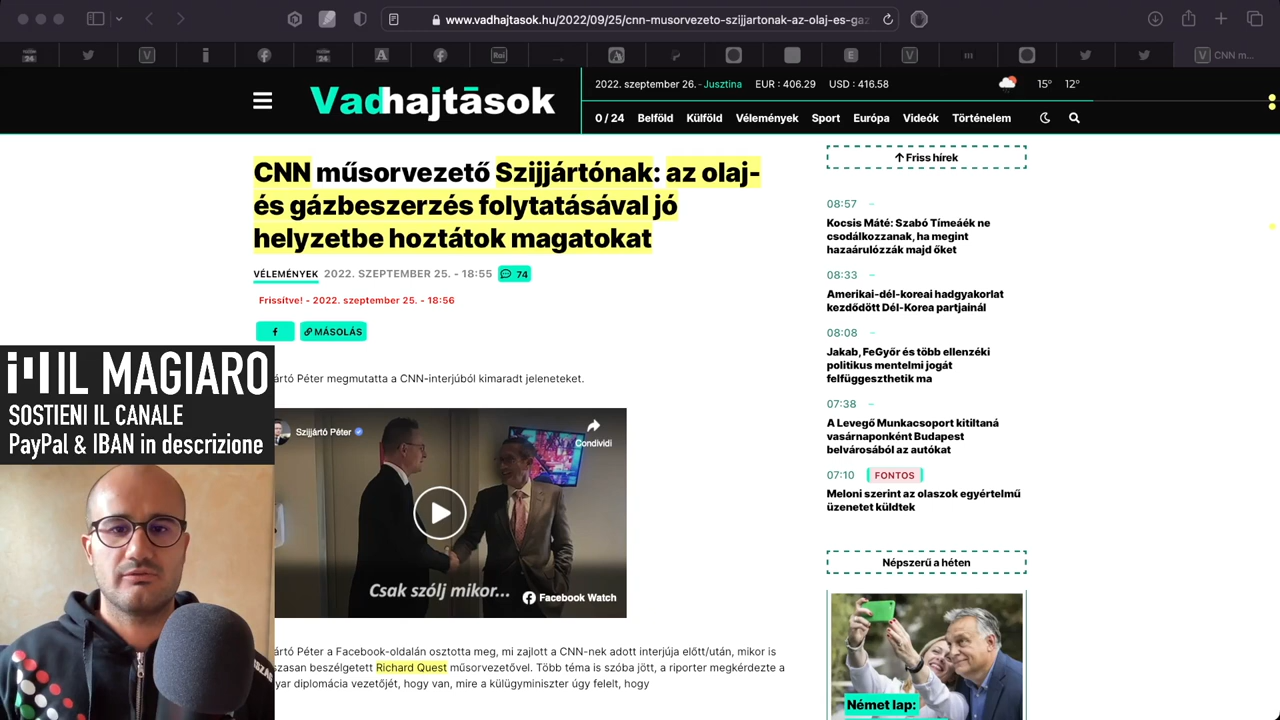 www.vadhajtasok.hu/2022/09/25/cnn-musorvezeto-szijjartonak-az-olaj-es-gaz
CNN m...
Vadhajtások
2022. szeptember 26. - Jusztina EUR : 406.29 USD : 416.58 15° 12°
0 / 24 Belföld Külföld Vélemények Sport Európa Videók Történelem
CNN műsorvezető Szijjártónak: az olaj-
és gázbeszerzés folytatásával jó
helyzetbe hoztátok magatokat
VÉLEMÉNYEK 2022. SZEPTEMBER 25. - 18:55 74
Frissítve! - 2022. szeptember 25. - 18:56
MÁSOLÁS
ártó Péter megmutatta a CNN-interjúból kimaradt jeleneteket.
Szijjártó Péter
Condividi
Csak szólj mikor...
Facebook Watch
ártó Péter a Facebook-oldalán osztotta meg, mi zajlott a CNN-nek adott interjúja előtt/után, mikor is
szasan beszélgetett Richard Quest műsorvezetővel. Több téma is szóba jött, a riporter megkérdezte a
yar diplomácia vezetőjét, hogy van, mire a külügyminiszter úgy felelt, hogy
IL MAGIARO
SOSTIENI IL CANALE
PayPal & IBAN in descrizione
Friss hírek
08:57
Kocsis Máté: Szabó Tímeáék ne
csodálkozzanak, ha megint
hazaárulózzák majd őket
08:33
Amerikai-dél-koreai hadgyakorlat
kezdődött Dél-Korea partjainál
08:08
Jakab, FeGyőr és több ellenzéki
politikus mentelmi jogát
felfüggeszthetik ma
07:38
A Levegő Munkacsoport kitiltaná
vasárnaponként Budapest
belvárosából az autókat
07:10 FONTOS
Meloni szerint az olaszok egyértelmű
üzenetet küldtek
Népszerű a héten
Német lap: